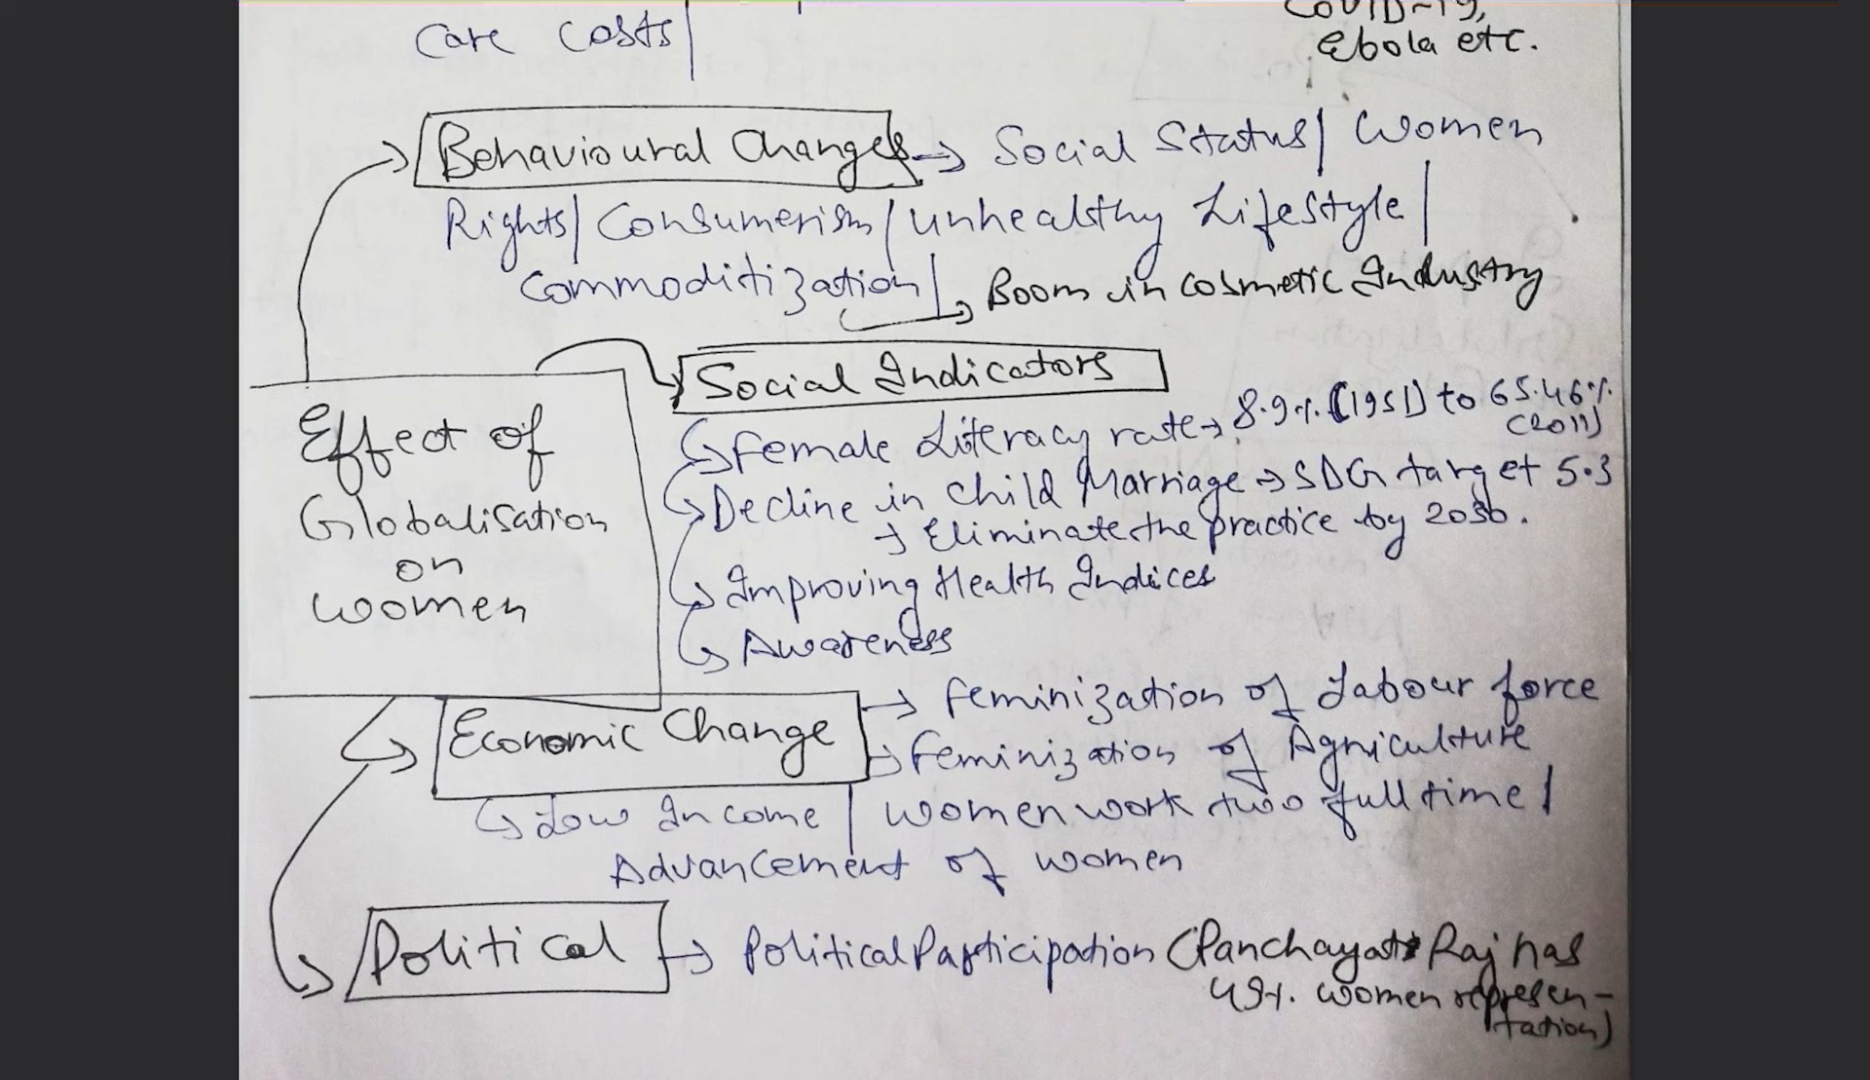 Care Costs|
COVID-19,
Ebola etc.
Behavioural Changes → Social Status| Women
Rights| Consumerism| unhealthy Lifestyle|
Commoditization| → Boom in cosmetic Industry
Social Indicators
Effect of
Globalisation
on
women
Female Literacy rate → 8.9%. (1951) to 65.46%.
(2011)
Decline in child Marriage → SDG target 5.3
→ Eliminate the practice by 2030.
Improving Health Indices
Awareness
Economic Change → Feminization of Labour force
Feminization of Agriculture
Low Income | women work two full time |
Advancement of women
Political → Political Participation (Panchayati Raj has
49%. women represen-
tation)